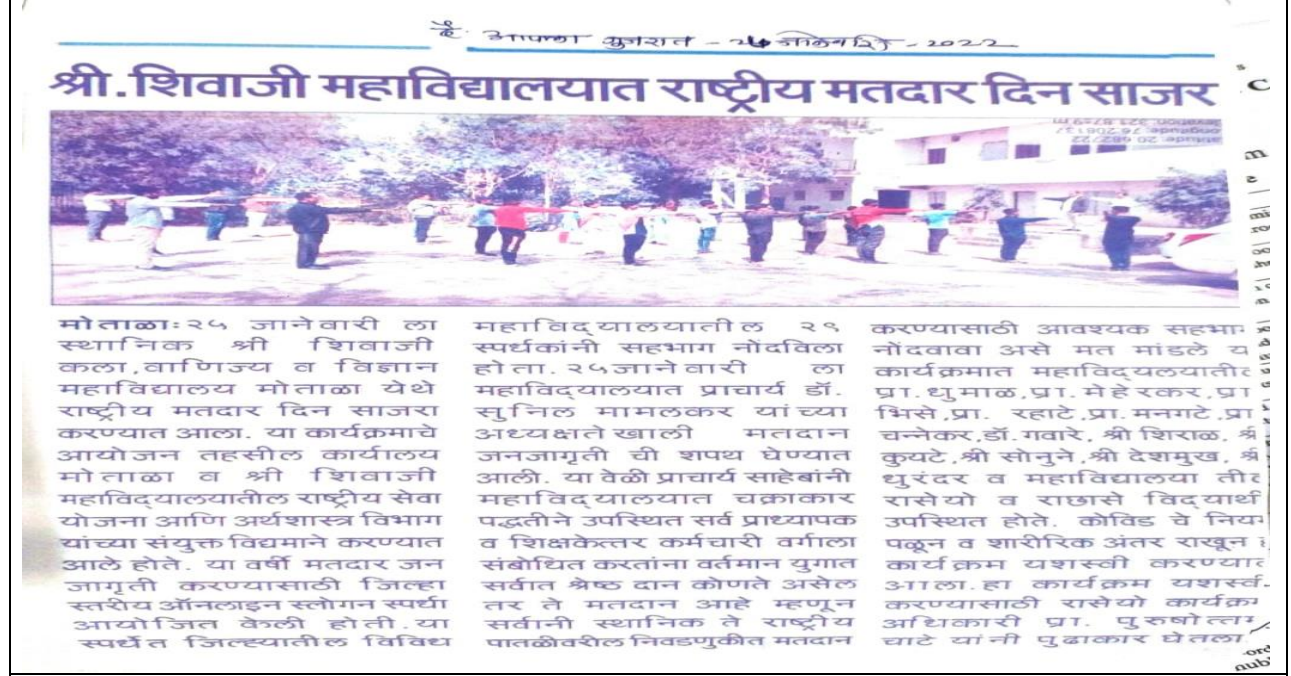 दै. आपला गुजरात - २५ जानेवारी - २०२२
श्री.शिवाजी महाविद्यालयात राष्ट्रीय मतदार दिन साजर
मोताळा:२५ जानेवारी ला
स्थानिक श्री शिवाजी
कला,वाणिज्य व विज्ञान
महाविद्यालय मोताळा येथे
राष्ट्रीय मतदार दिन साजरा
करण्यात आला. या कार्यक्रमाचे
आयोजन तहसील कार्यालय
मोताळा व श्री शिवाजी
महाविद्यालयातील राष्ट्रीय सेवा
योजना आणि अर्थशास्त्र विभाग
यांच्या संयुक्त विद्यमाने करण्यात
आले होते. या वर्षी मतदार जन
जागृती करण्यासाठी जिल्हा
स्तरीय ऑनलाइन स्लोगन स्पर्धा
आयोजित केली होती.या
स्पर्धेत जिल्ह्यातील विविध
महाविद्यालयातील २९
स्पर्धकांनी सहभाग नोंदविला
होता. २५जानेवारी ला
महाविद्यालयात प्राचार्य डॉ.
सुनिल मामलकर यांच्या
अध्यक्षतेखाली मतदान
जनजागृती ची शपथ घेण्यात
आली. या वेळी प्राचार्य साहेबांनी
महाविद्यालयात चक्राकार
पद्धतीने उपस्थित सर्व प्राध्यापक
व शिक्षकेत्तर कर्मचारी वर्गाला
संबोधित करतांना वर्तमान युगात
सर्वात श्रेष्ठ दान कोणते असेल
तर ते मतदान आहे म्हणून
सर्वानी स्थानिक ते राष्ट्रीय
पातळीवरील निवडणुकीत मतदान
करण्यासाठी आवश्यक सहभा
नोंदवावा असे मत मांडले य
कार्यक्रमात महाविद्यलयातील
प्रा.धुमाळ,प्रा.मेहेरकर,प्रा
भिसे,प्रा. रहाटे,प्रा.मनगटे,प्रा
चन्नेकर,डॉ.गवारे, श्री शिराळ, श्री
कुयटे,श्री सोनुने,श्री देशमुख, श्री
धुरंदर व महाविद्यालया तील
रासेयो व राछासे विद्यार्थ
उपस्थित होते. कोविड चे निय
पळून व शारीरिक अंतर राखून
कार्यक्रम यशस्वी करण्यात
आला.हा कार्यक्रम यशस्व
करण्यासाठी रासेयो कार्यक्र
अधिकारी प्रा. पुरुषोत्त
चाटे यांनी पुढाकार घेतला